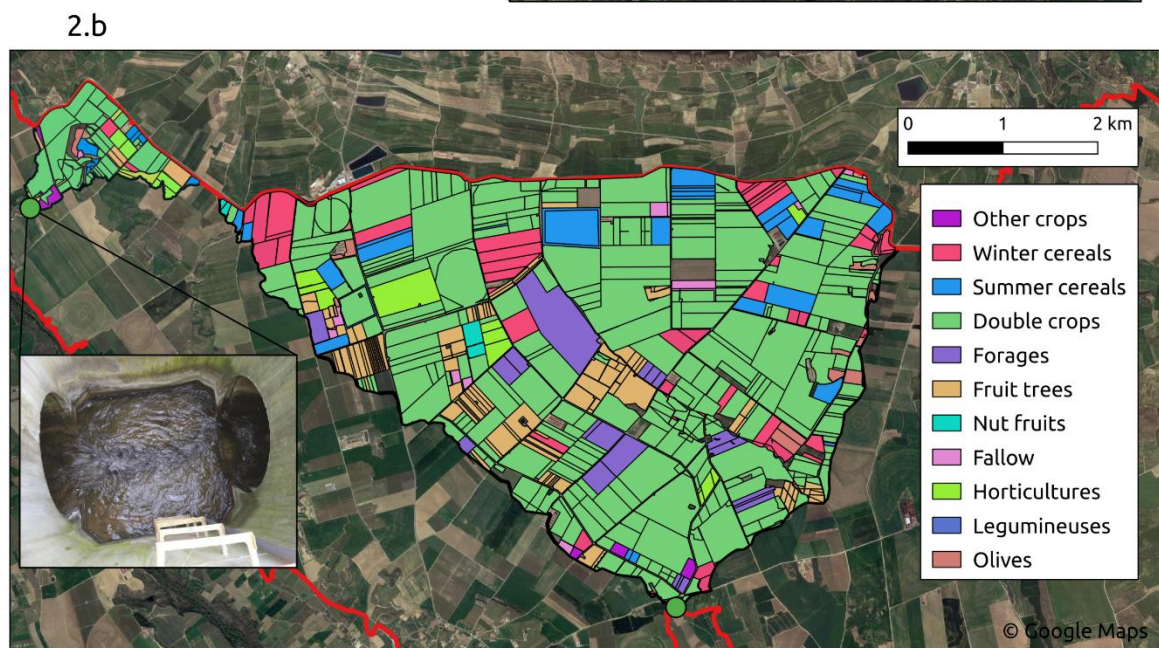 2.b
0 1 2 km
Other crops
Winter cereals
Summer cereals
Double crops
Forages
Fruit trees
Nut fruits
Fallow
Horticultures
Legumineuses
Olives
© Google Maps